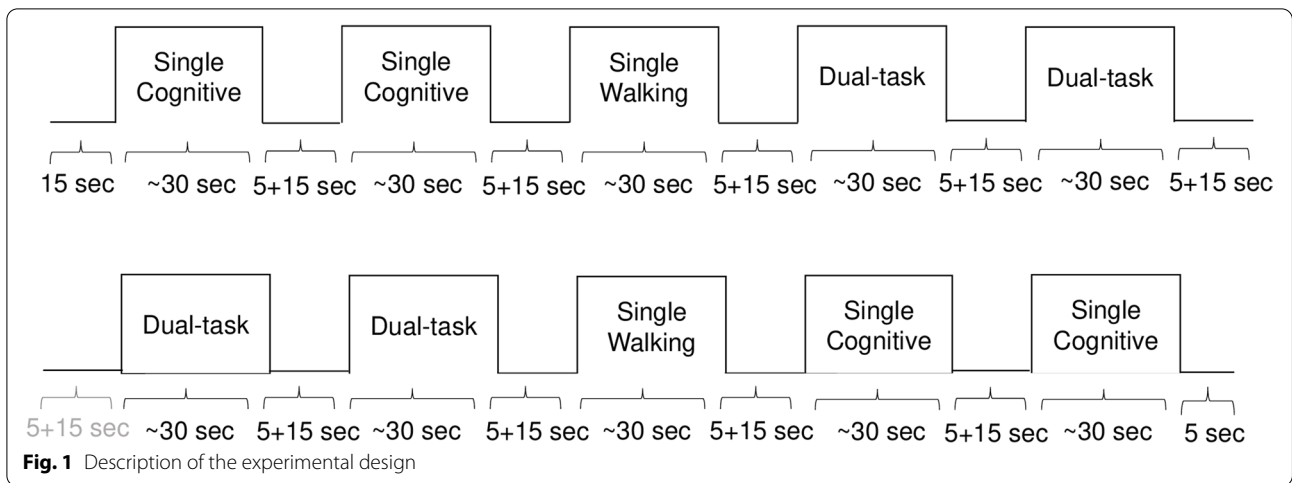 Single Cognitive Single Cognitive Single Walking Dual-task Dual-task
15 sec ~30 sec 5+15 sec ~30 sec 5+15 sec ~30 sec 5+15 sec ~30 sec 5+15 sec ~30 sec 5+15 sec
Dual-task Dual-task Single Walking Single Cognitive Single Cognitive
5+15 sec ~30 sec 5+15 sec ~30 sec 5+15 sec ~30 sec 5+15 sec ~30 sec 5+15 sec ~30 sec 5 sec
Fig. 1 Description of the experimental design